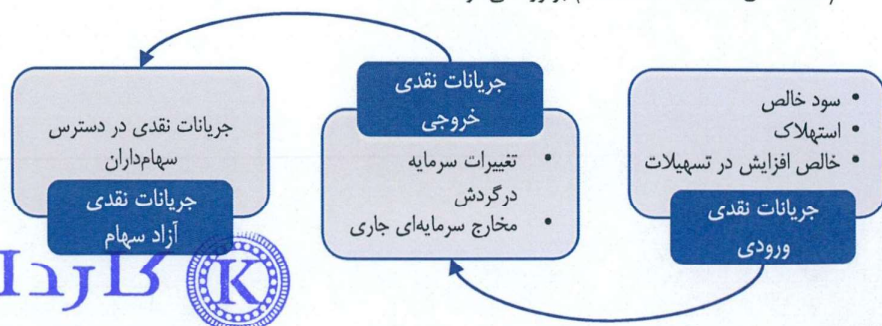 • سود خالص
• استهلاک
• خالص افزایش در تسهیلات
جریانات نقدی
ورودی
جریانات نقدی
خروجی
• تغییرات سرمایه
درگردش
• مخارج سرمایه‌ای جاری
جریانات نقدی در دسترس
سهام‌داران
جریانات نقدی
آزاد سهام
K